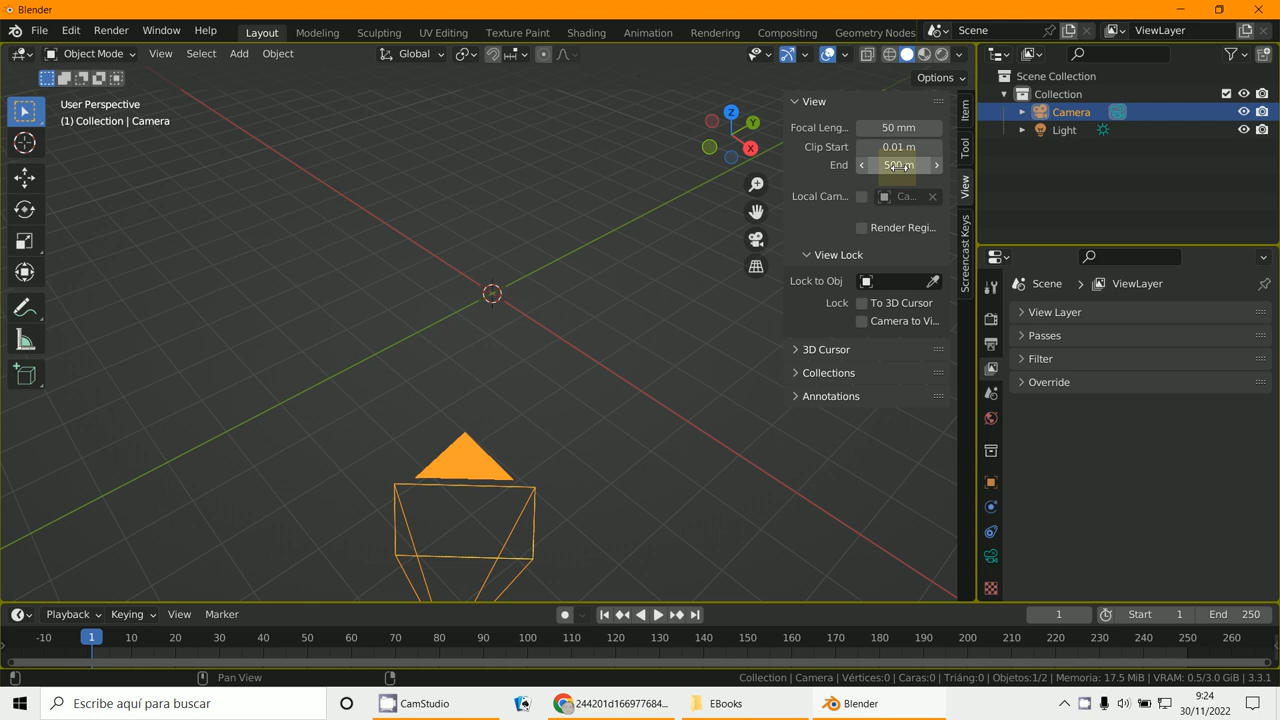 Blender
File Edit Render Window Help Layout Modeling Sculpting UV Editing Texture Paint Shading Animation Rendering Compositing Geometry Nodes Scene ViewLayer
Object Mode View Select Add Object Global
Options
User Perspective
(1) Collection | Camera
Z
Y
X
View
Focal Leng... 50 mm
Clip Start 0.01 m
End 500 m
Local Cam... Ca...
Render Regi...
View Lock
Lock to Obj
Lock To 3D Cursor
Camera to Vi...
3D Cursor
Collections
Annotations
Item
Tool
View
Screencast Keys
Scene Collection
Collection
Camera
Light
Scene > ViewLayer
View Layer
Passes
Filter
Override
Playback Keying View Marker 1 Start 1 End 250
-10 1 10 20 30 40 50 60 70 80 90 100 110 120 130 140 150 160 170 180 190 200 210 220 230 240 250 260
Pan View Collection | Camera | Vértices:0 | Caras:0 | Triáng:0 | Objetos:1/2 | Memoria: 17.5 MiB | VRAM: 0.5/3.0 GiB | 3.3.1
Escribe aquí para buscar CamStudio 244201d166977684... EBooks Blender 9:24
30/11/2022